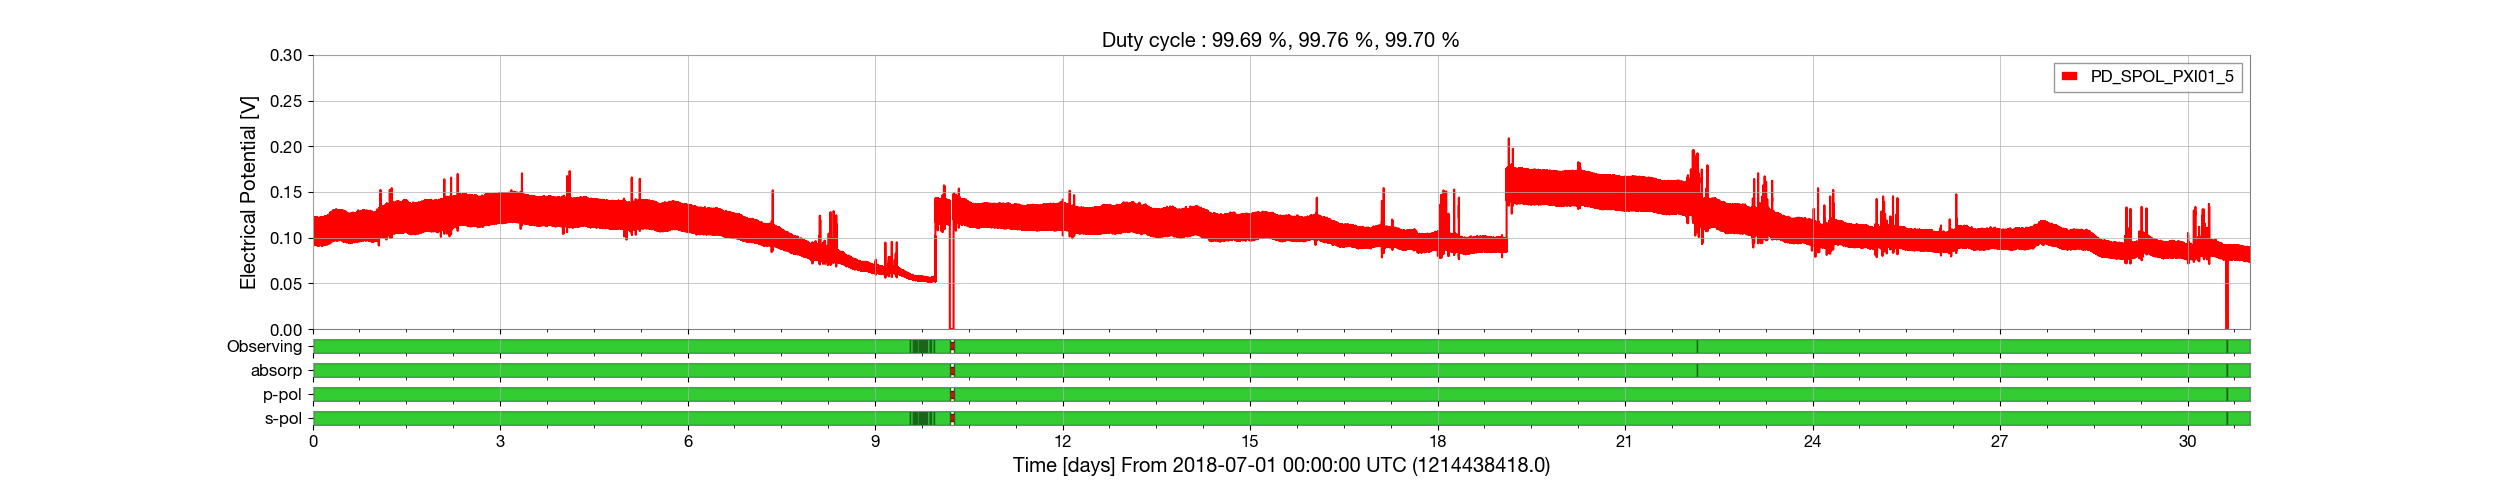 Duty cycle : 99.69 %, 99.76 %, 99.70 %
Electrical Potential [V]
0.30
0.25
0.20
0.15
0.10
0.05
0.00
PD_SPOL_PXI01_5
Observing
absorp
p-pol
s-pol
0 3 6 9 12 15 18 21 24 27 30
Time [days] From 2018-07-01 00:00:00 UTC (1214438418.0)